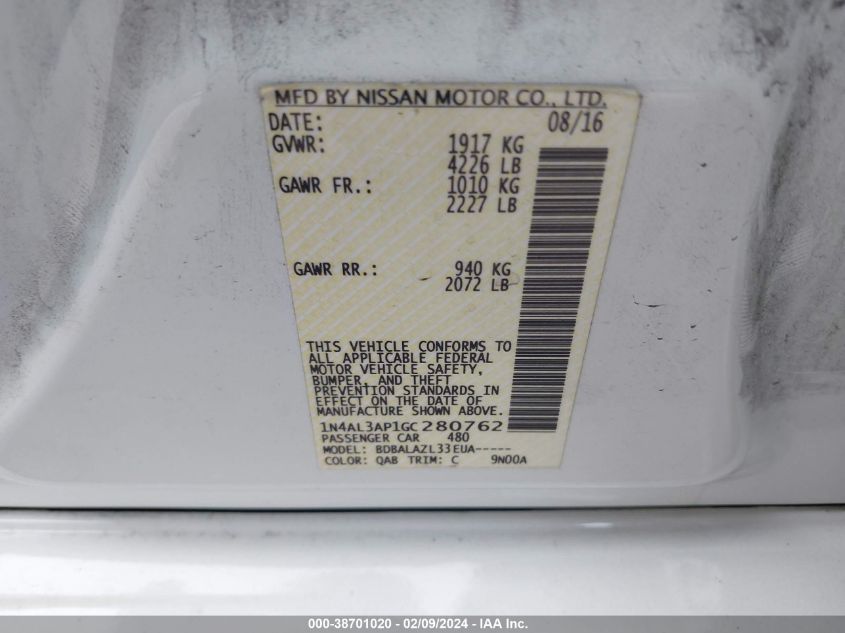 MFD BY NISSAN MOTOR CO., LTD.
DATE: 08/16
GVWR: 1917 KG
4226 LB
GAWR FR.: 1010 KG
2227 LB
GAWR RR.: 940 KG
2072 LB
THIS VEHICLE CONFORMS TO
ALL APPLICABLE FEDERAL
MOTOR VEHICLE SAFETY,
BUMPER, AND THEFT
PREVENTION STANDARDS IN
EFFECT ON THE DATE OF
MANUFACTURE SHOWN ABOVE.
1N4AL3AP1GC280762
PASSENGER CAR 480
MODEL: BDBALAZL33EUA-----
COLOR: QAB TRIM: C 9N00A
000-38701020 - 02/09/2024 - IAA Inc.